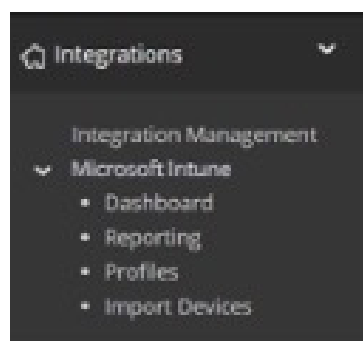 Integrations
Integration Management
Microsoft Intune
• Dashboard
• Reporting
• Profiles
• Import Devices